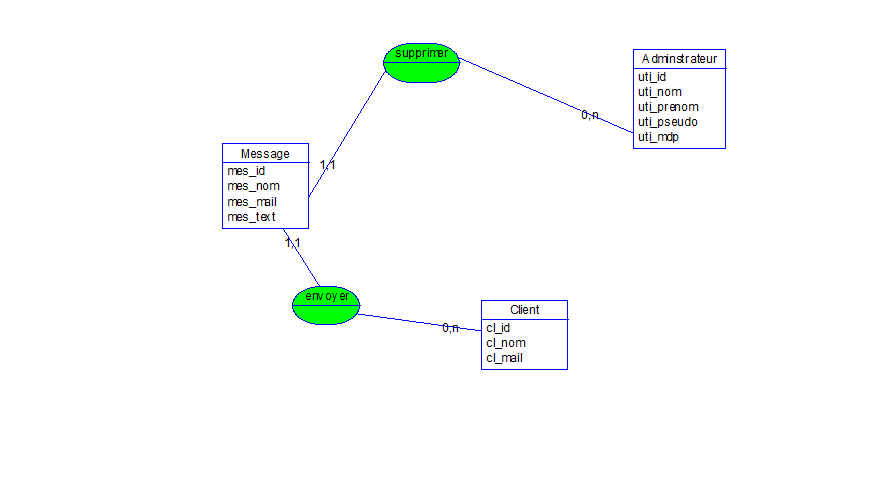 supprimer
Adminstrateur
uti_id
uti_nom
uti_prenom
uti_pseudo
uti_mdp
0,n
1,1
Message
mes_id
mes_nom
mes_mail
mes_text
1,1
envoyer
0,n
Client
cl_id
cl_nom
cl_mail